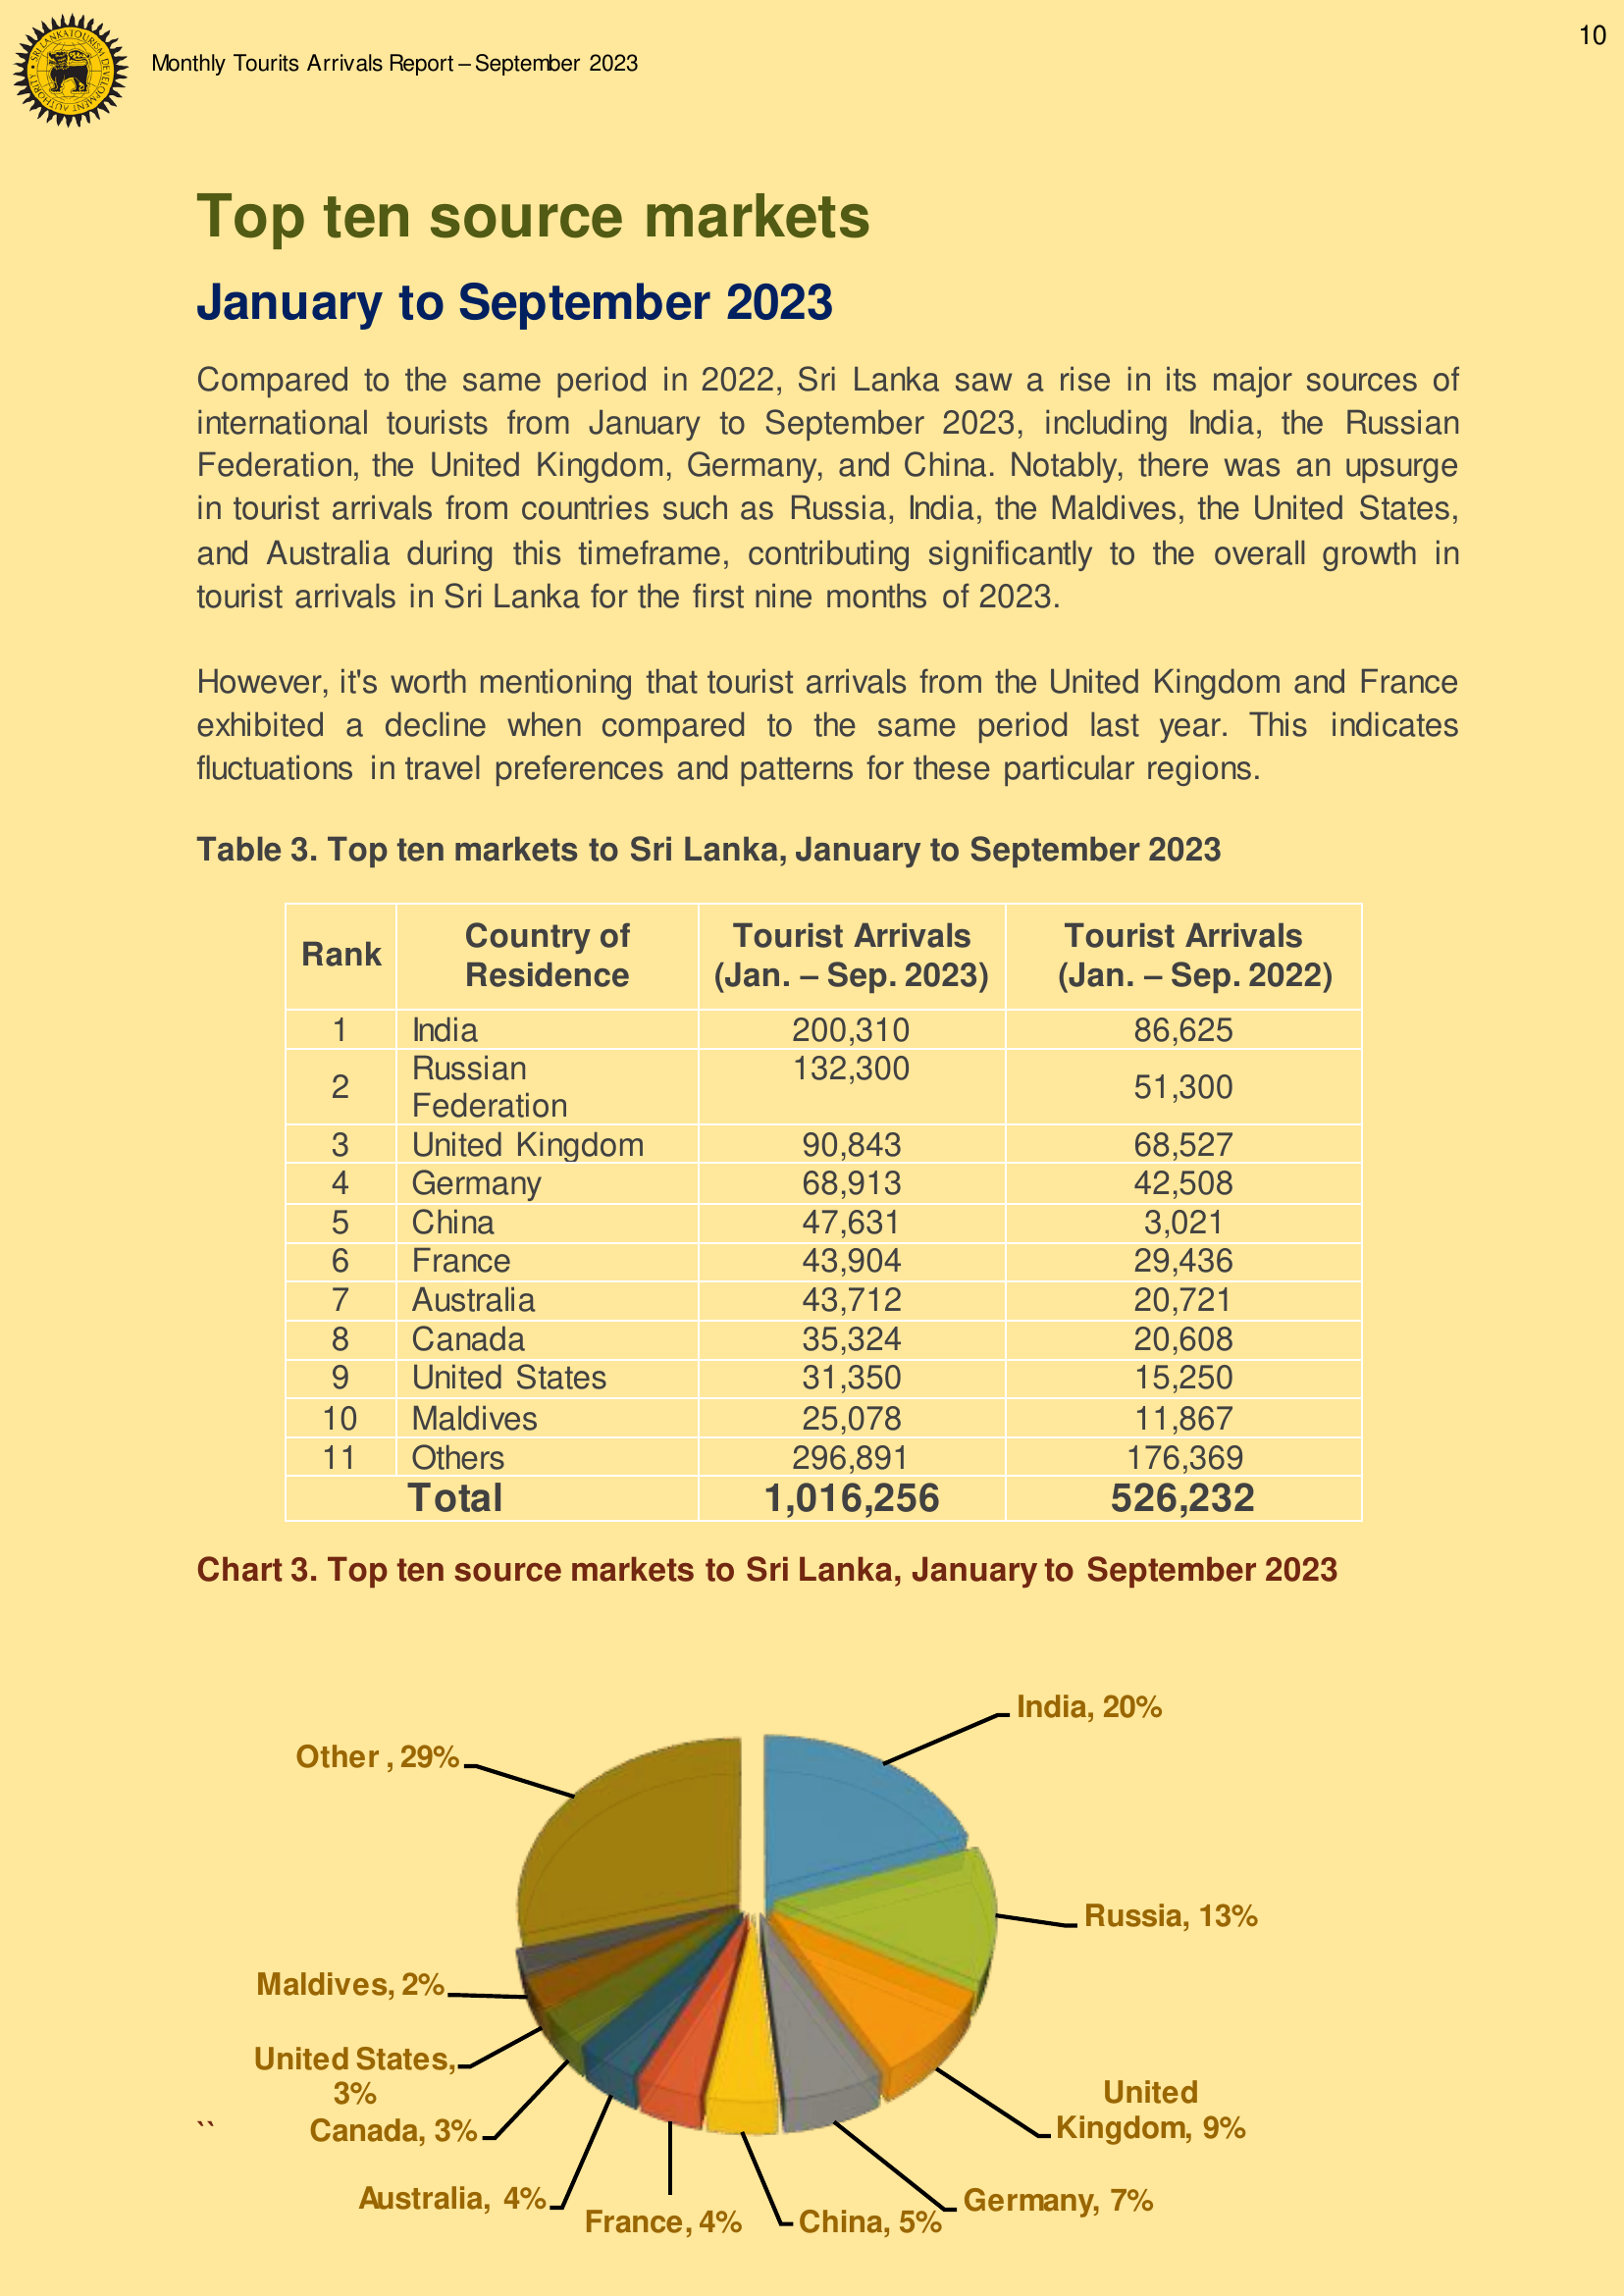 10
SRI LANKA TOURISM DEVELOPMENT AUTHORITY
Monthly Tourits Arrivals Report – September 2023
Top ten source markets
January to September 2023
Compared to the same period in 2022, Sri Lanka saw a rise in its major sources of
international tourists from January to September 2023, including India, the Russian
Federation, the United Kingdom, Germany, and China. Notably, there was an upsurge
in tourist arrivals from countries such as Russia, India, the Maldives, the United States,
and Australia during this timeframe, contributing significantly to the overall growth in
tourist arrivals in Sri Lanka for the first nine months of 2023.
However, it's worth mentioning that tourist arrivals from the United Kingdom and France
exhibited a decline when compared to the same period last year. This indicates
fluctuations in travel preferences and patterns for these particular regions.
Table 3. Top ten markets to Sri Lanka, January to September 2023
Rank Country of Residence Tourist Arrivals (Jan. – Sep. 2023) Tourist Arrivals (Jan. – Sep. 2022)
1 India 200,310 86,625
2 Russian Federation 132,300 51,300
3 United Kingdom 90,843 68,527
4 Germany 68,913 42,508
5 China 47,631 3,021
6 France 43,904 29,436
7 Australia 43,712 20,721
8 Canada 35,324 20,608
9 United States 31,350 15,250
10 Maldives 25,078 11,867
11 Others 296,891 176,369
Total 1,016,256 526,232
Chart 3. Top ten source markets to Sri Lanka, January to September 2023
India, 20%
Other , 29%
Russia, 13%
Maldives, 2%
United States,
3%
United
Kingdom, 9%
``
Canada, 3%
Australia, 4%
Germany, 7%
France, 4%
China, 5%